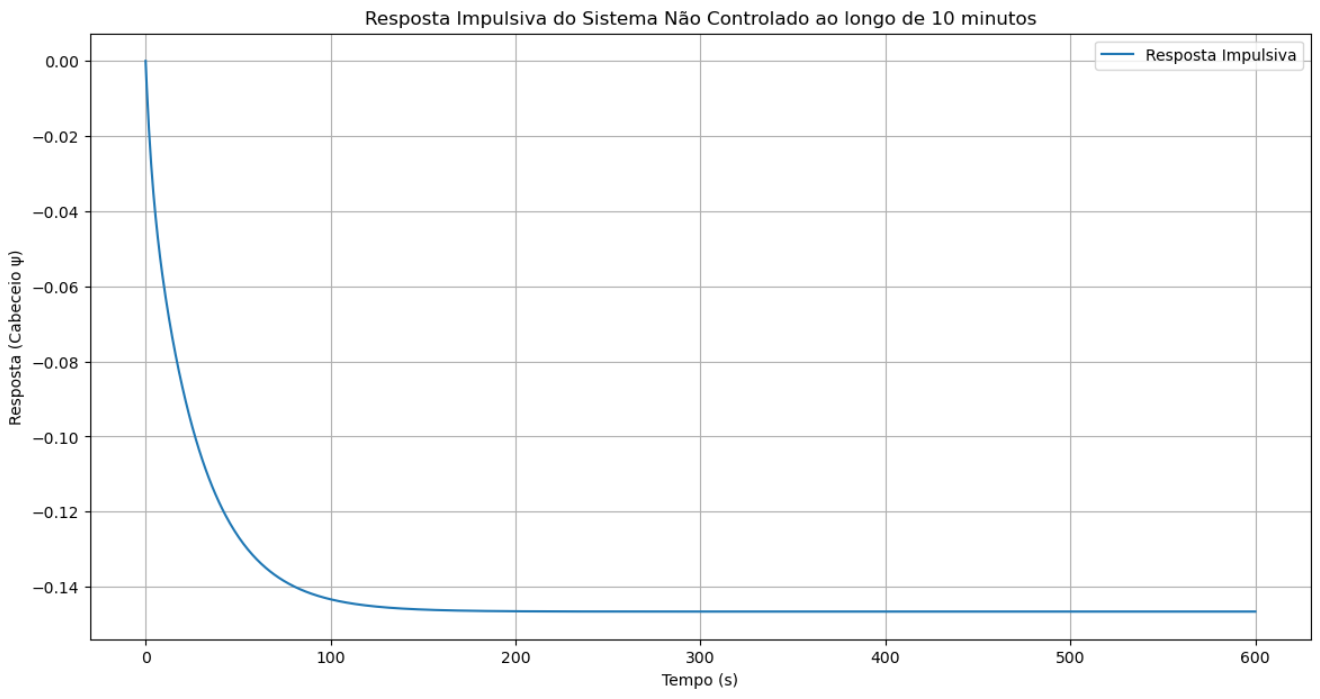 Resposta Impulsiva do Sistema Não Controlado ao longo de 10 minutos
Resposta Impulsiva
0.00
−0.02
−0.04
−0.06
−0.08
−0.10
−0.12
−0.14
Resposta (Cabeceio ψ)
0 100 200 300 400 500 600
Tempo (s)